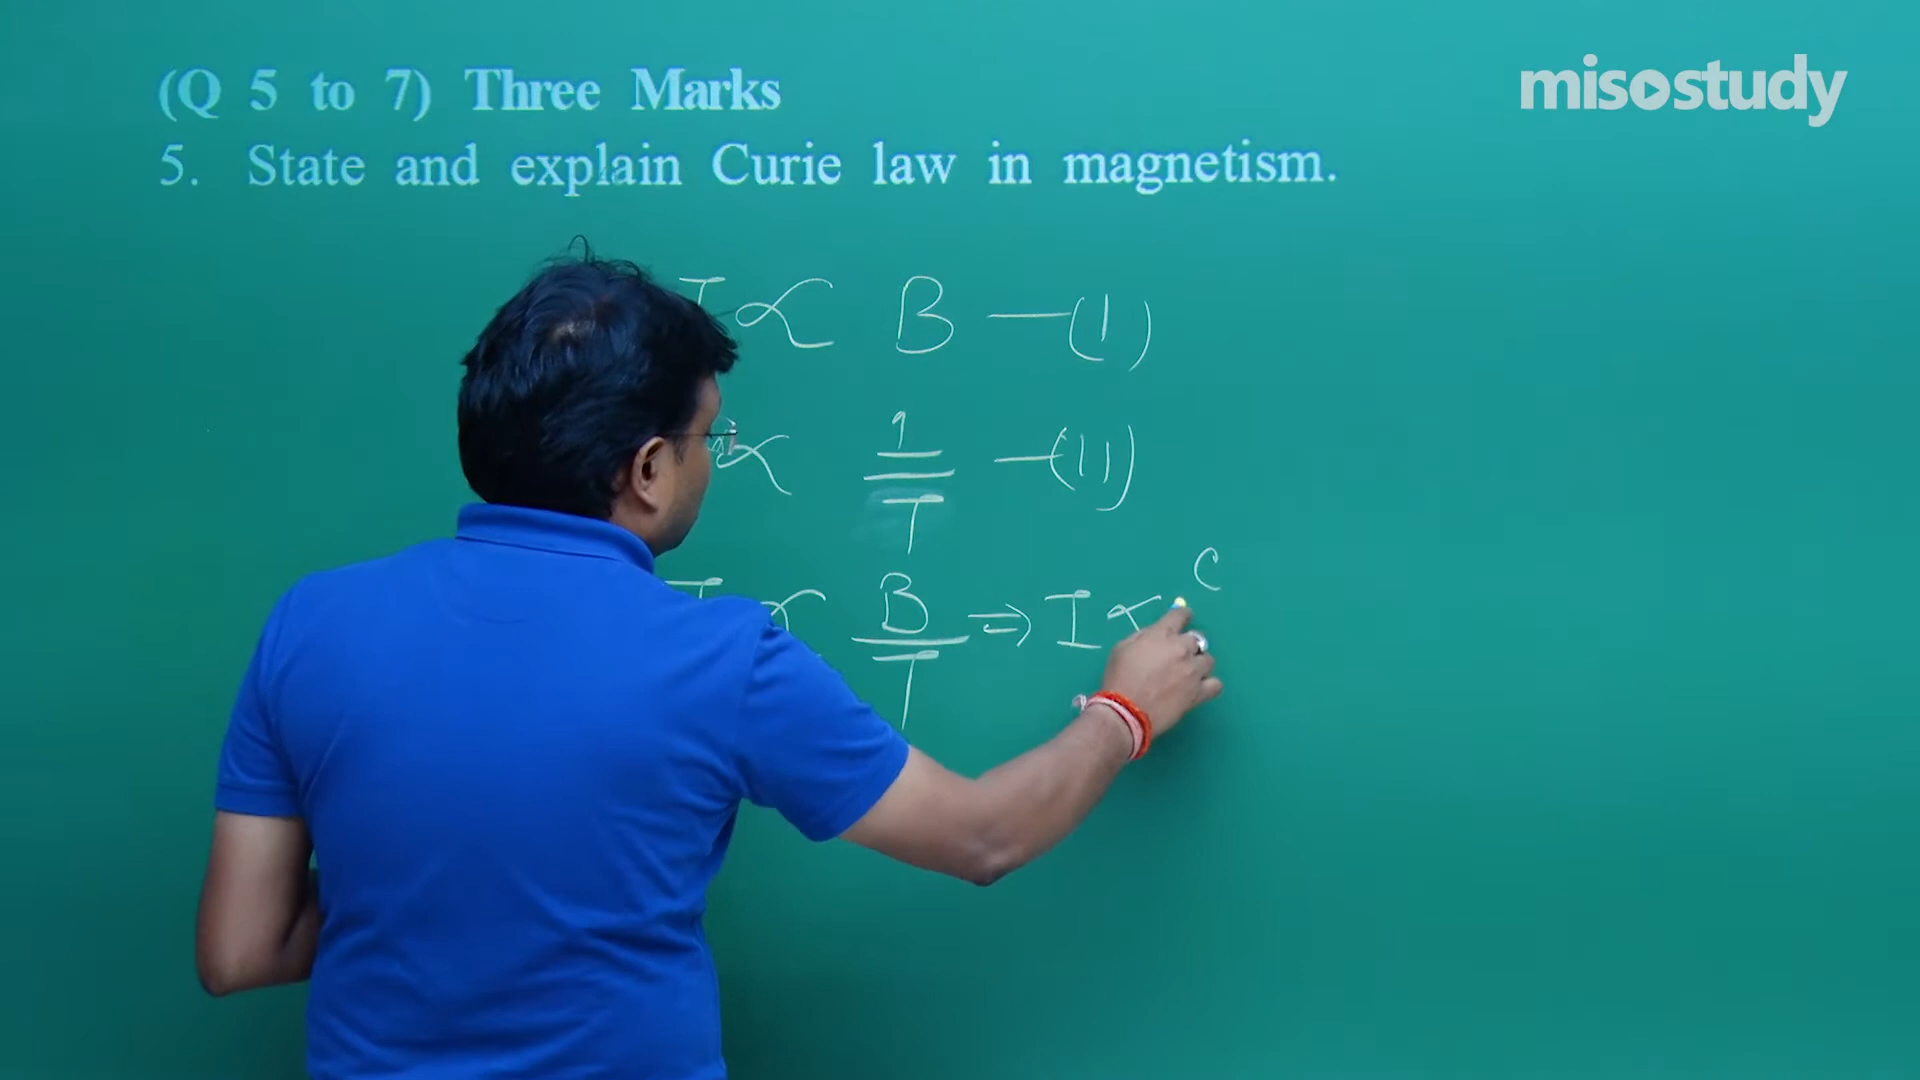 misostudy
(Q 5 to 7) Three Marks
5. State and explain Curie law in magnetism.
I ∝ B —(I)
∝ 1/T —(II)
I ∝ B/T ⇒ I ∝ C